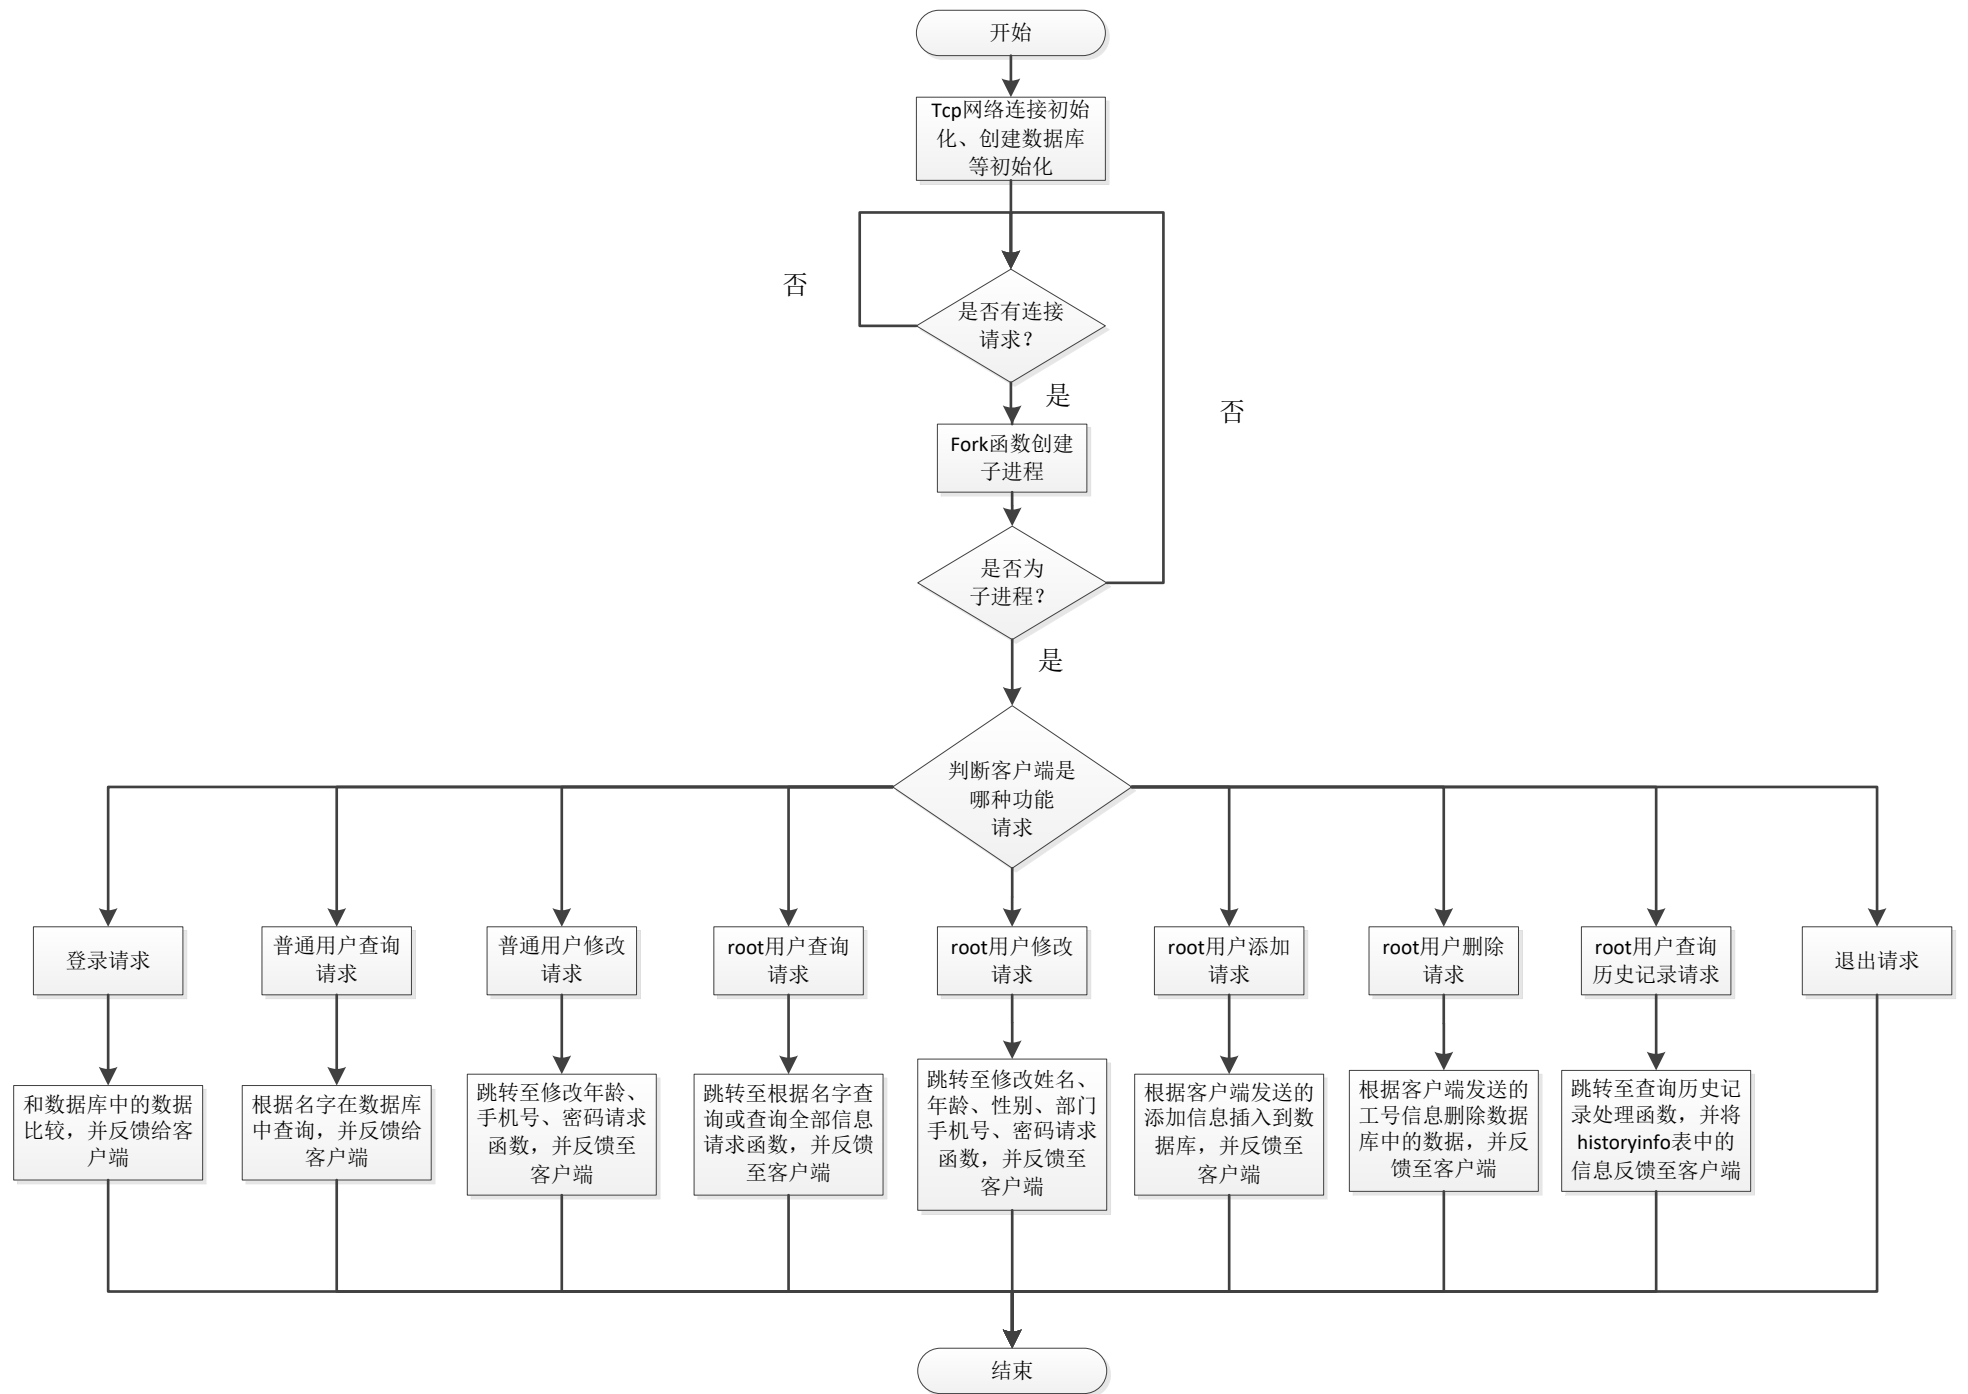 开始
Tcp网络连接初始
化、创建数据库
等初始化
否
是否有连接
请求？
是
否
Fork函数创建
子进程
是否为
子进程？
是
判断客户端是
哪种功能
请求
登录请求
普通用户查询
请求
普通用户修改
请求
root用户查询
请求
root用户修改
请求
root用户添加
请求
root用户删除
请求
root用户查询
历史记录请求
退出请求
和数据库中的数据
比较，并反馈给客
户端
根据名字在数据库
中查询，并反馈给
客户端
跳转至修改年龄、
手机号、密码请求
函数，并反馈至
客户端
跳转至根据名字查
询或查询全部信息
请求函数，并反馈
至客户端
跳转至修改姓名、
年龄、性别、部门
手机号、密码请求
函数，并反馈至
客户端
根据客户端发送的
添加信息插入到数
据库，并反馈至
客户端
根据客户端发送的
工号信息删除数据
库中的数据，并反
馈至客户端
跳转至查询历史记
录处理函数，并将
historyinfo表中的
信息反馈至客户端
结束